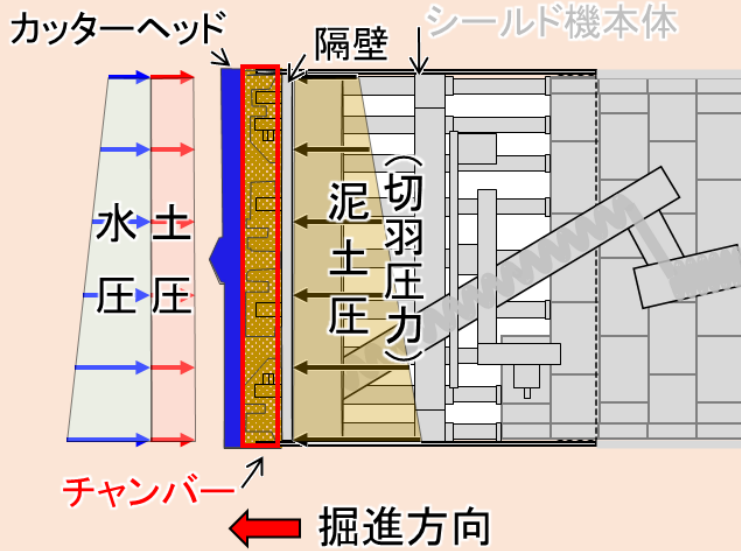 カッターヘッド
隔壁
シールド機本体
水圧
土圧
泥土圧
(切羽圧力)
チャンバー
掘進方向